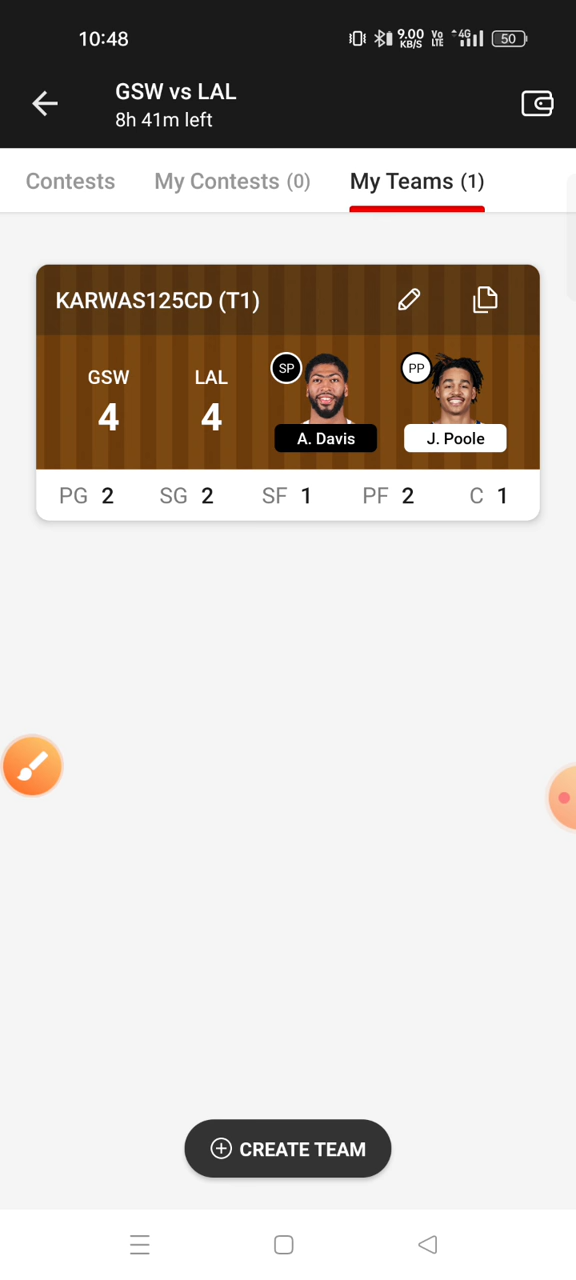 10:48
9.00 KB/S
Vo LTE
4G
50
GSW vs LAL
8h 41m left
Contests
My Contests (0)
My Teams (1)
KARWAS125CD (T1)
GSW
LAL
SP
PP
4
4
A. Davis
J. Poole
PG 2
SG 2
SF 1
PF 2
C 1
CREATE TEAM